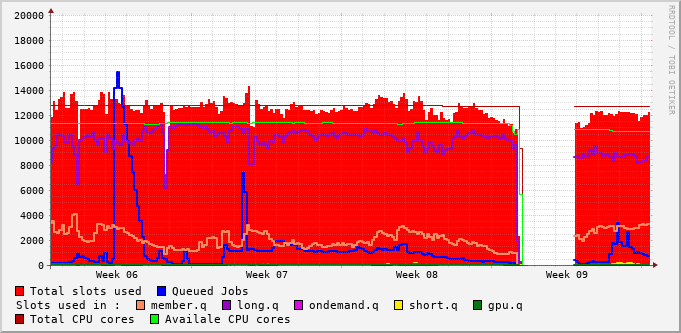 20000
18000
16000
14000
12000
10000
8000
6000
4000
2000
0
Week 06 Week 07 Week 08 Week 09
RRDTOOL / TOBI OETIKER
Total slots used Queued Jobs
Slots used in : member.q long.q ondemand.q short.q gpu.q
Total CPU cores Availale CPU cores